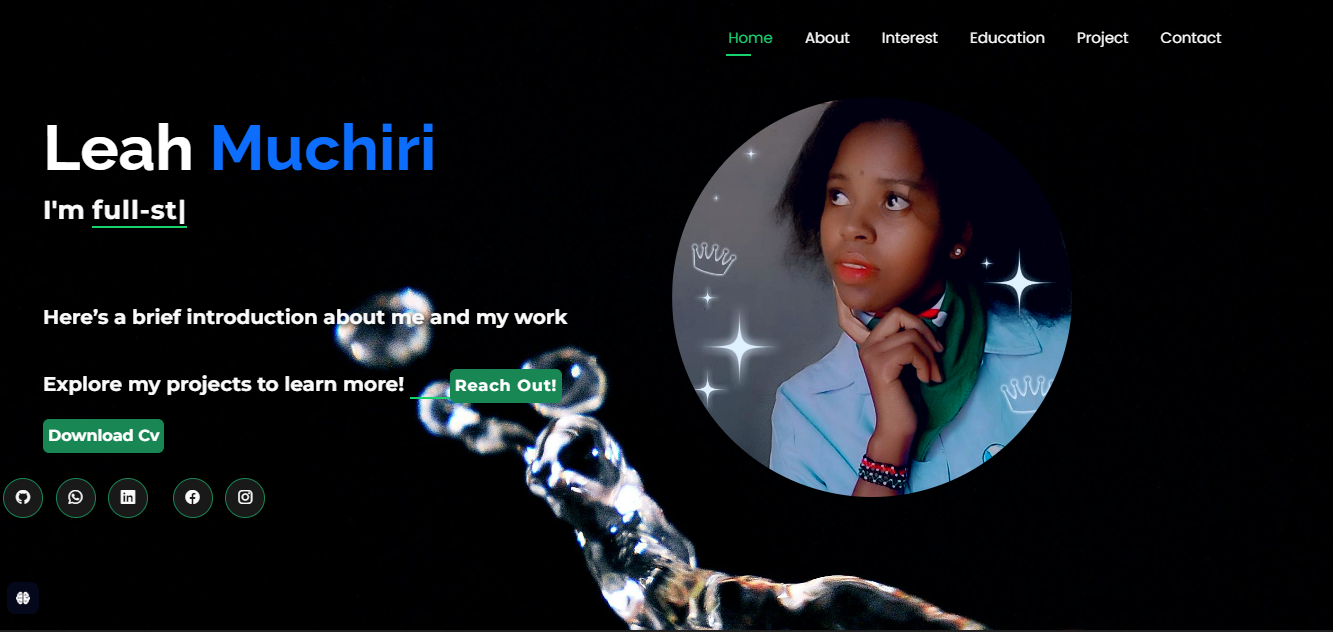 Home About Interest Education Project Contact
Leah Muchiri
I'm full-st|
Here’s a brief introduction about me and my work
Explore my projects to learn more! Reach Out!
Download Cv